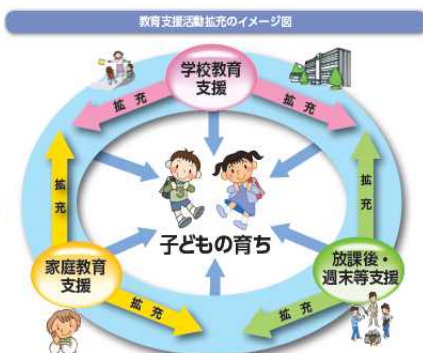 教育支援活動拡充のイメージ図
学校教育
支援
拡充
拡充
拡充
拡充
子どもの育ち
家庭教育
支援
放課後・
週末等支援
拡充
拡充